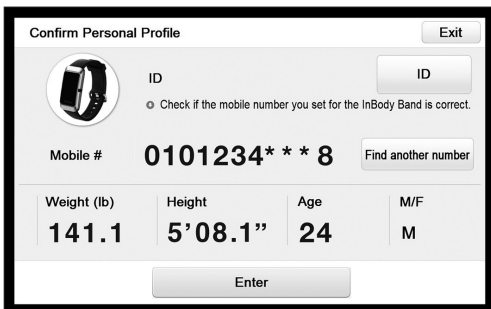 Confirm Personal Profile Exit
ID ID
Check if the mobile number you set for the InBody Band is correct.
Mobile # 0101234* * * 8 Find another number
Weight (lb) Height Age M/F
141.1 5’08.1” 24 M
Enter